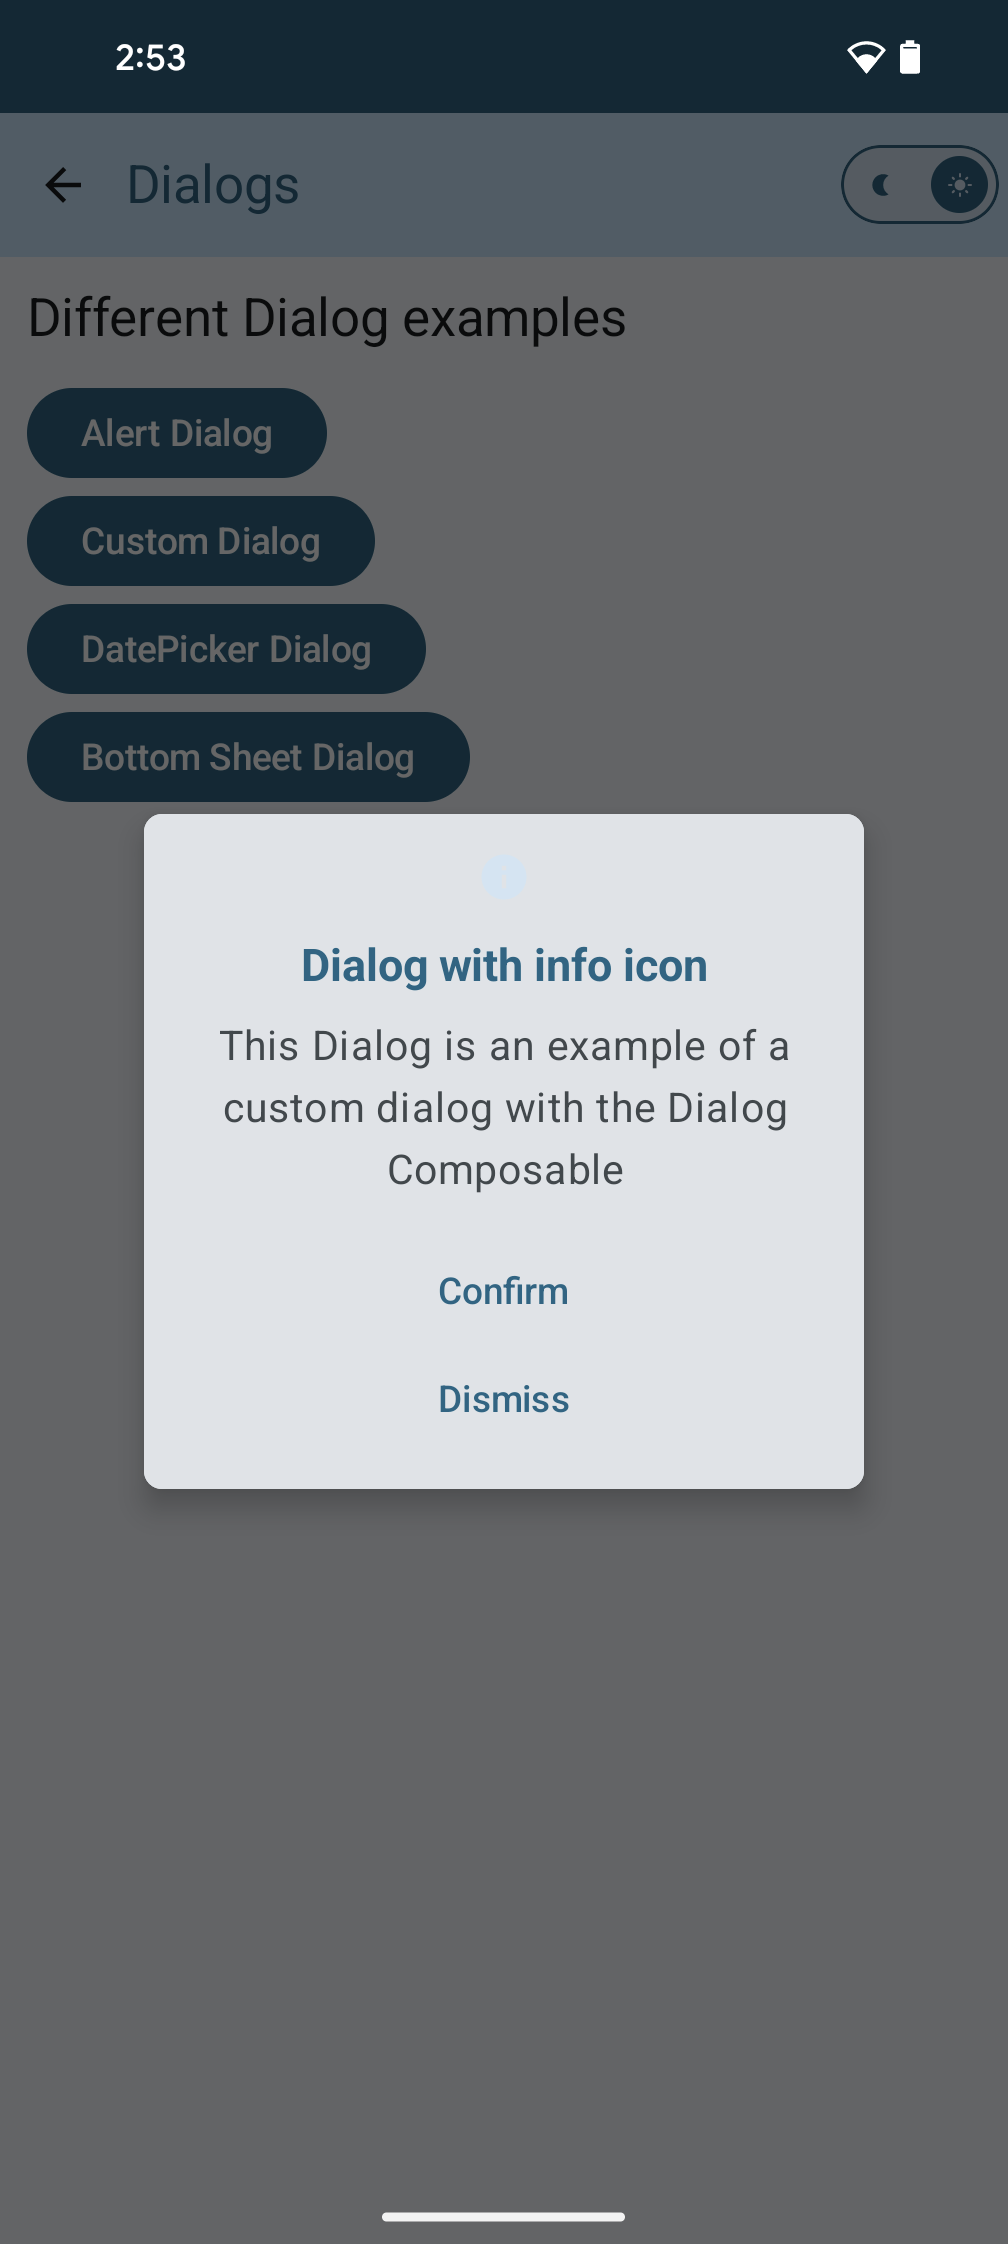 2:53
Dialogs
Different Dialog examples
Alert Dialog
Custom Dialog
DatePicker Dialog
Bottom Sheet Dialog
Dialog with info icon
This Dialog is an example of a
custom dialog with the Dialog
Composable
Confirm
Dismiss